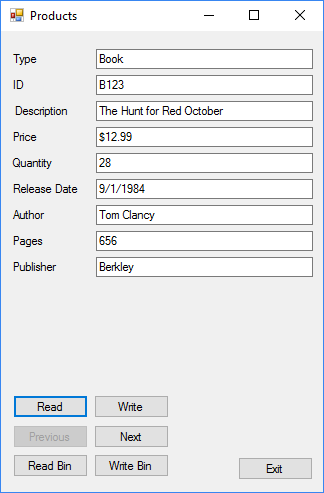 Products
Type Book
ID B123
Description The Hunt for Red October
Price $12.99
Quantity 28
Release Date 9/1/1984
Author Tom Clancy
Pages 656
Publisher Berkley
Read Write
Previous Next
Read Bin Write Bin
Exit